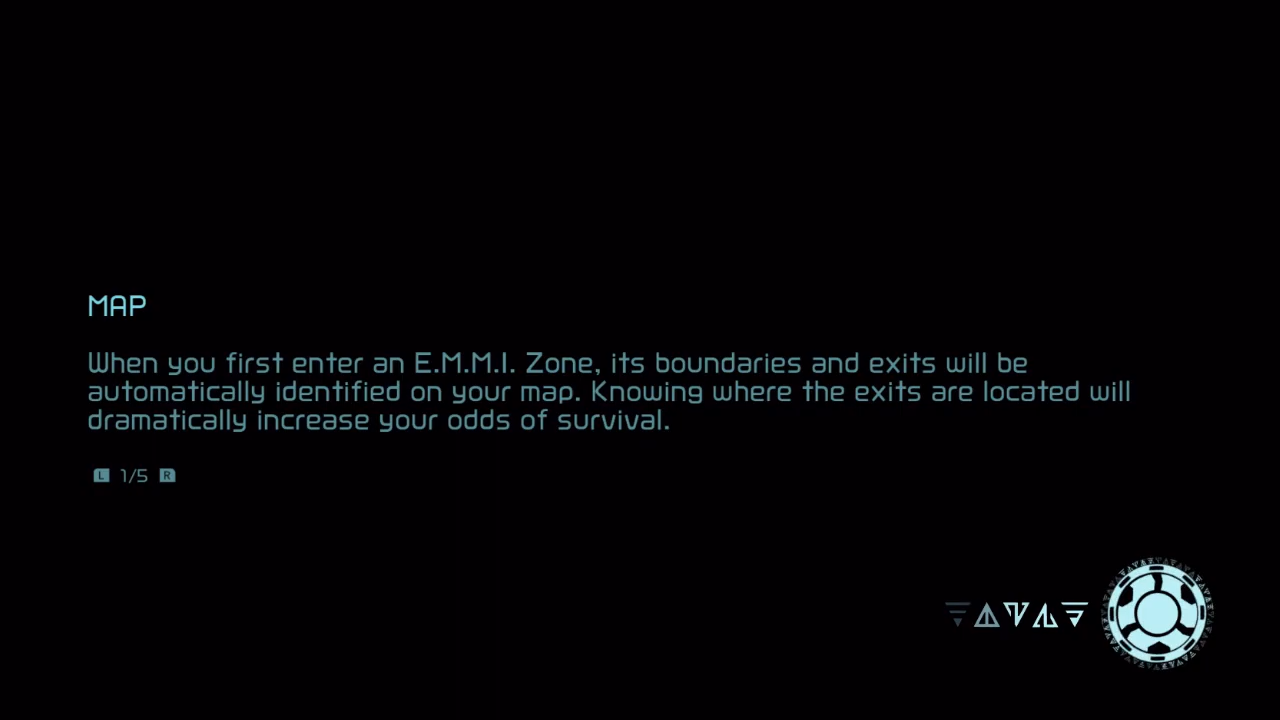 MAP
When you first enter an E.M.M.I. Zone, its boundaries and exits will be
automatically identified on your map. Knowing where the exits are located will
dramatically increase your odds of survival.
L 1/5 R